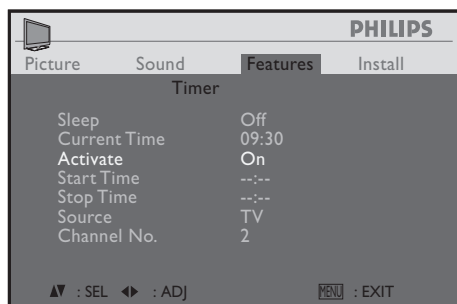 PHILIPS
Picture Sound Features Install
Timer
Sleep Off
Current Time 09:30
Activate On
Start Time --:--
Stop Time --:--
Source TV
Channel No. 2
▲▼ : SEL ◀▶ : ADJ MENU : EXIT